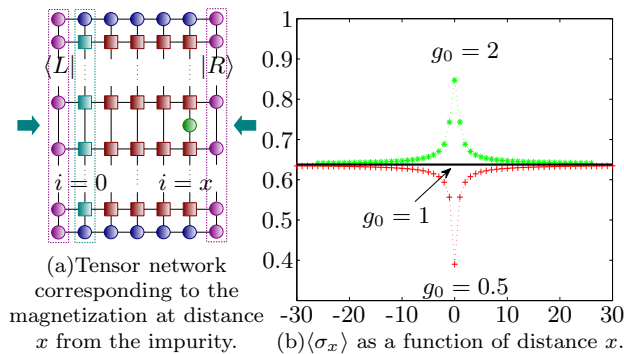 ⟨L| |R⟩
i = 0 i = x
(a)Tensor network
corresponding to the
magnetization at distance
x from the impurity.
1
0.9
0.8
0.7
0.6
0.5
0.4
g₀ = 2
g₀ = 1
g₀ = 0.5
-30 -20 -10 0 10 20 30
(b)⟨σₓ⟩ as a function of distance x.